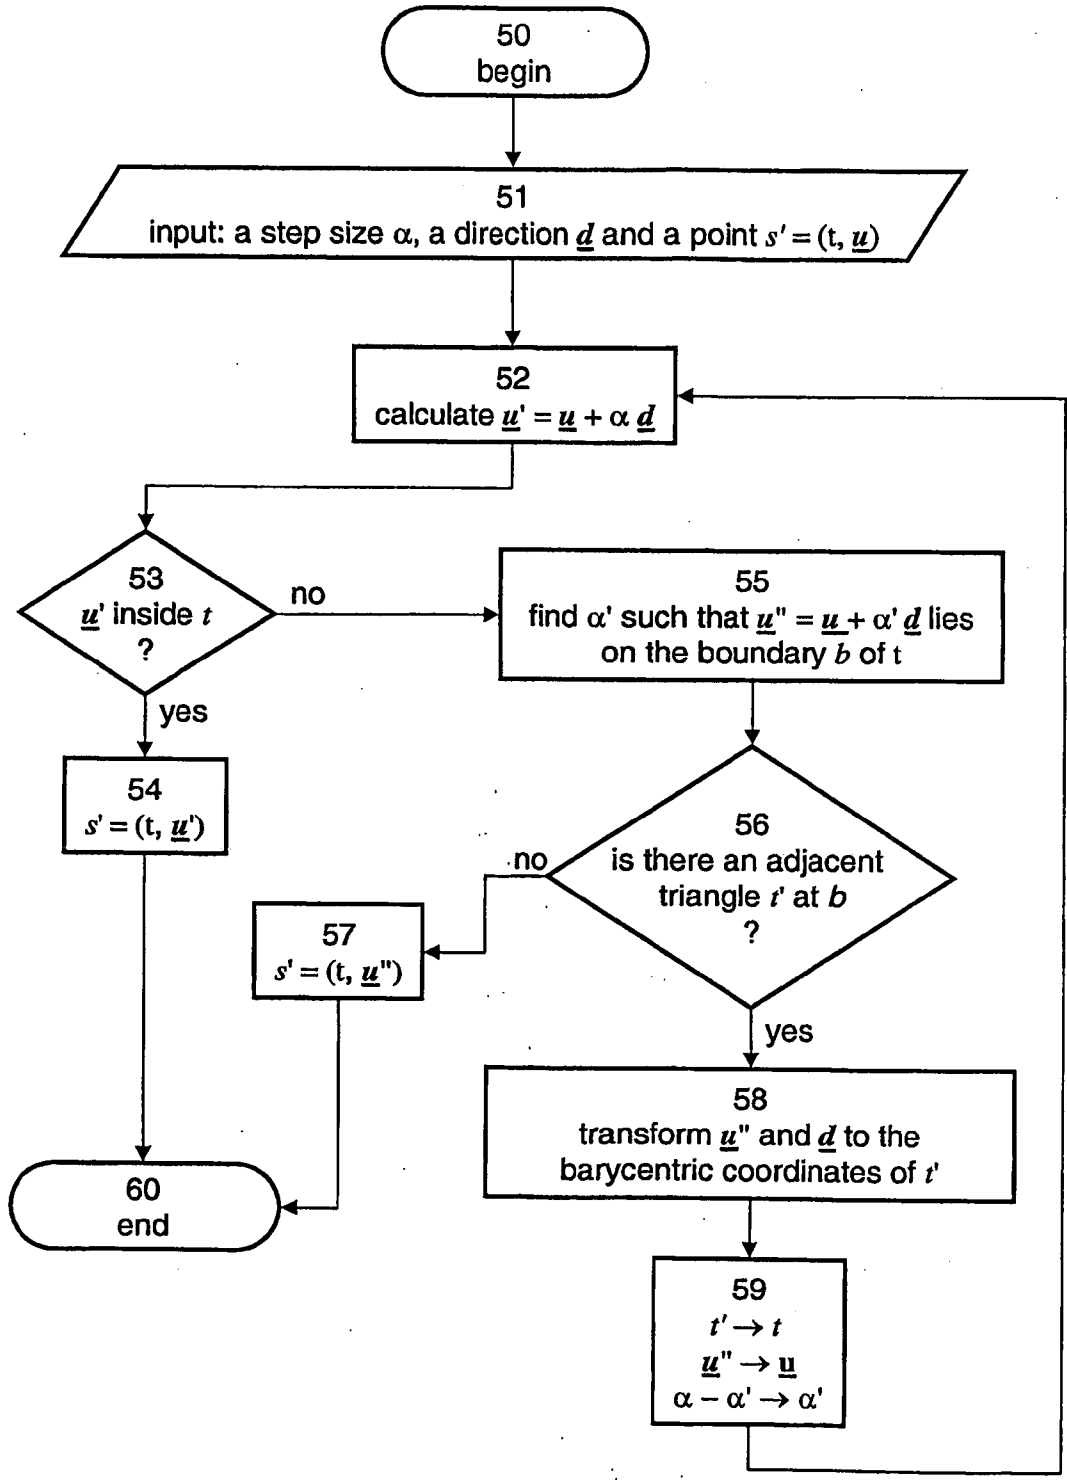 50
begin
51
input: a step size α, a direction d and a point s' = (t, u)
52
calculate u' = u + α d
53
u' inside t
?
no
yes
54
s' = (t, u')
55
find α' such that u'' = u + α' d lies
on the boundary b of t
56
is there an adjacent
triangle t' at b
?
no
yes
57
s' = (t, u'')
58
transform u'' and d to the
barycentric coordinates of t'
59
t' → t
u'' → u
α − α' → α'
60
end